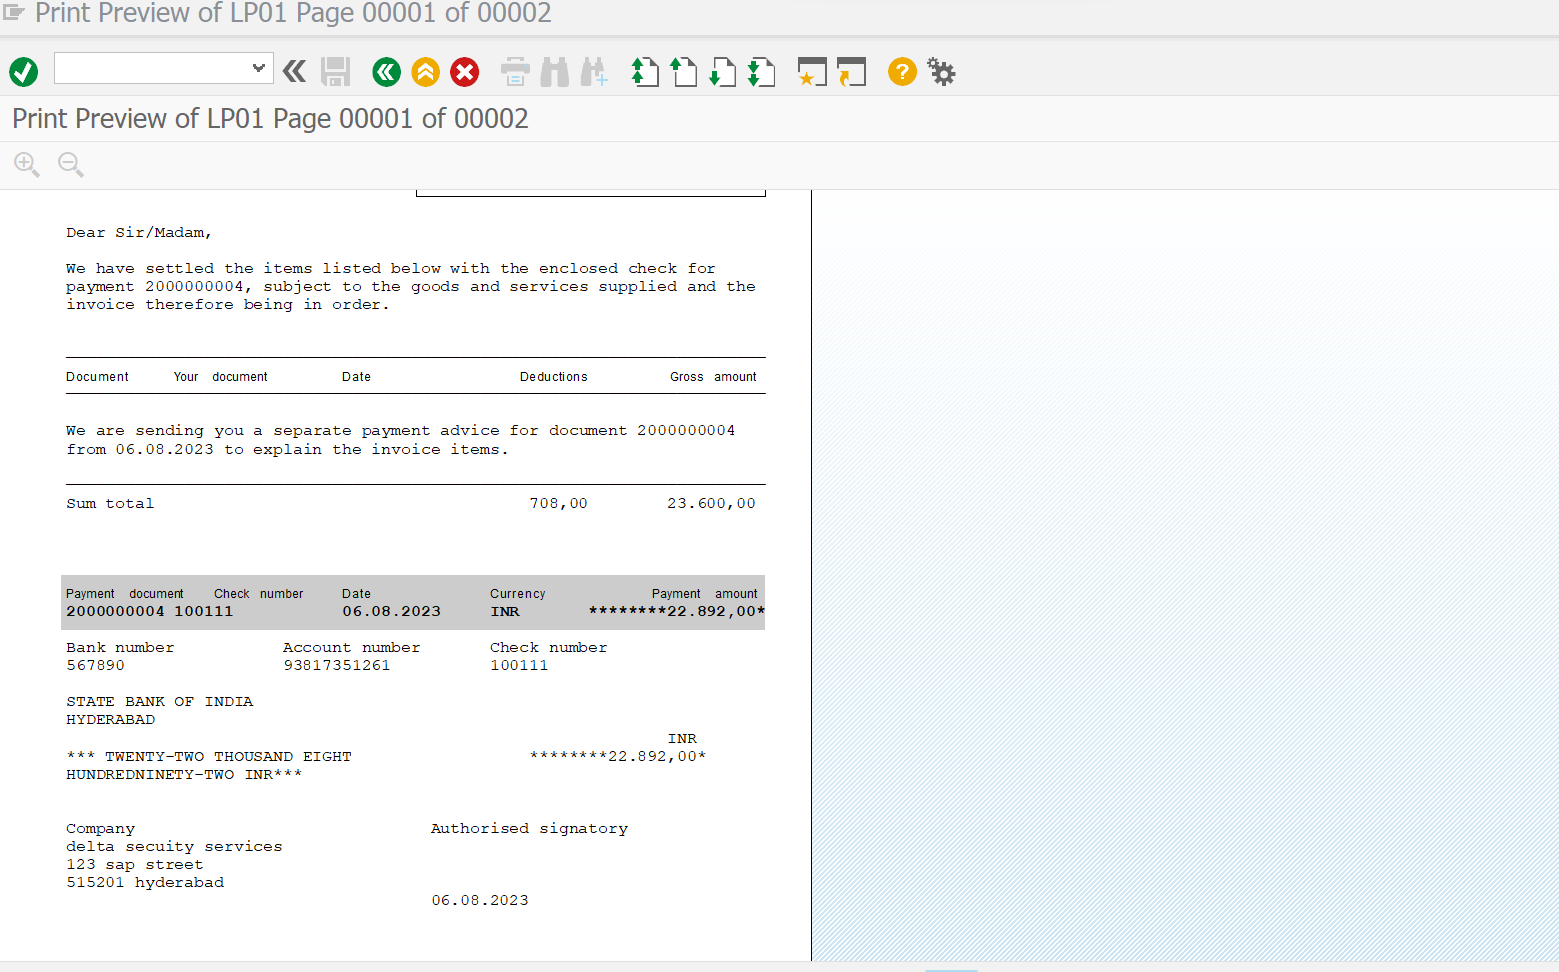 Print Preview of LP01 Page 00001 of 00002
Print Preview of LP01 Page 00001 of 00002
Dear Sir/Madam,
We have settled the items listed below with the enclosed check for
payment 2000000004, subject to the goods and services supplied and the
invoice therefore being in order.
Document Your document Date Deductions Gross amount
We are sending you a separate payment advice for document 2000000004
from 06.08.2023 to explain the invoice items.
Sum total 708,00 23.600,00
Payment document Check number Date Currency Payment amount
2000000004 100111 06.08.2023 INR ********22.892,00*
Bank number Account number Check number
567890 93817351261 100111
STATE BANK OF INDIA
HYDERABAD
INR
*** TWENTY-TWO THOUSAND EIGHT ********22.892,00*
HUNDREDNINETY-TWO INR***
Company Authorised signatory
delta secuity services
123 sap street
515201 hyderabad
06.08.2023